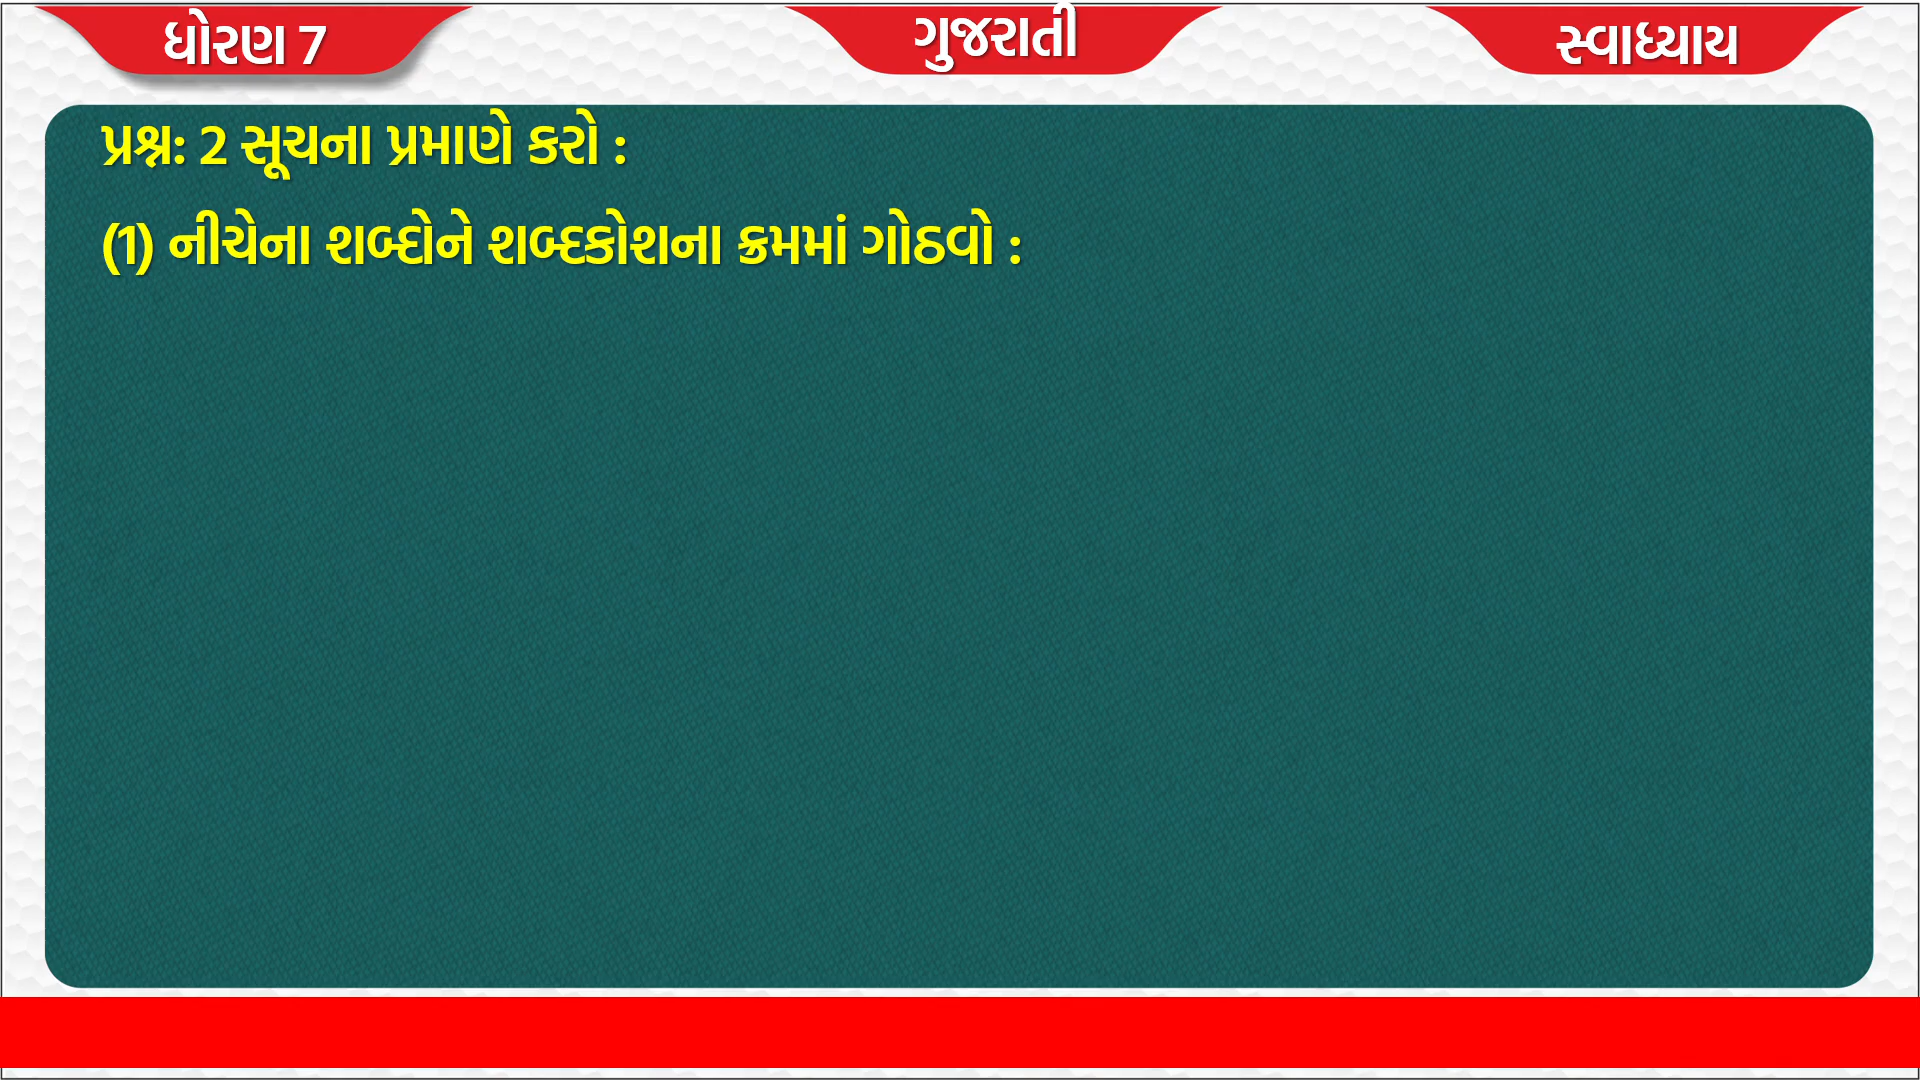 ધોરણ 7
ગુજરાતી
સ્વાધ્યાય
પ્રશ્ન: 2 સૂચના પ્રમાણે કરો :
(1) નીચેના શબ્દોને શબ્દકોશના ક્રમમાં ગોઠવો :